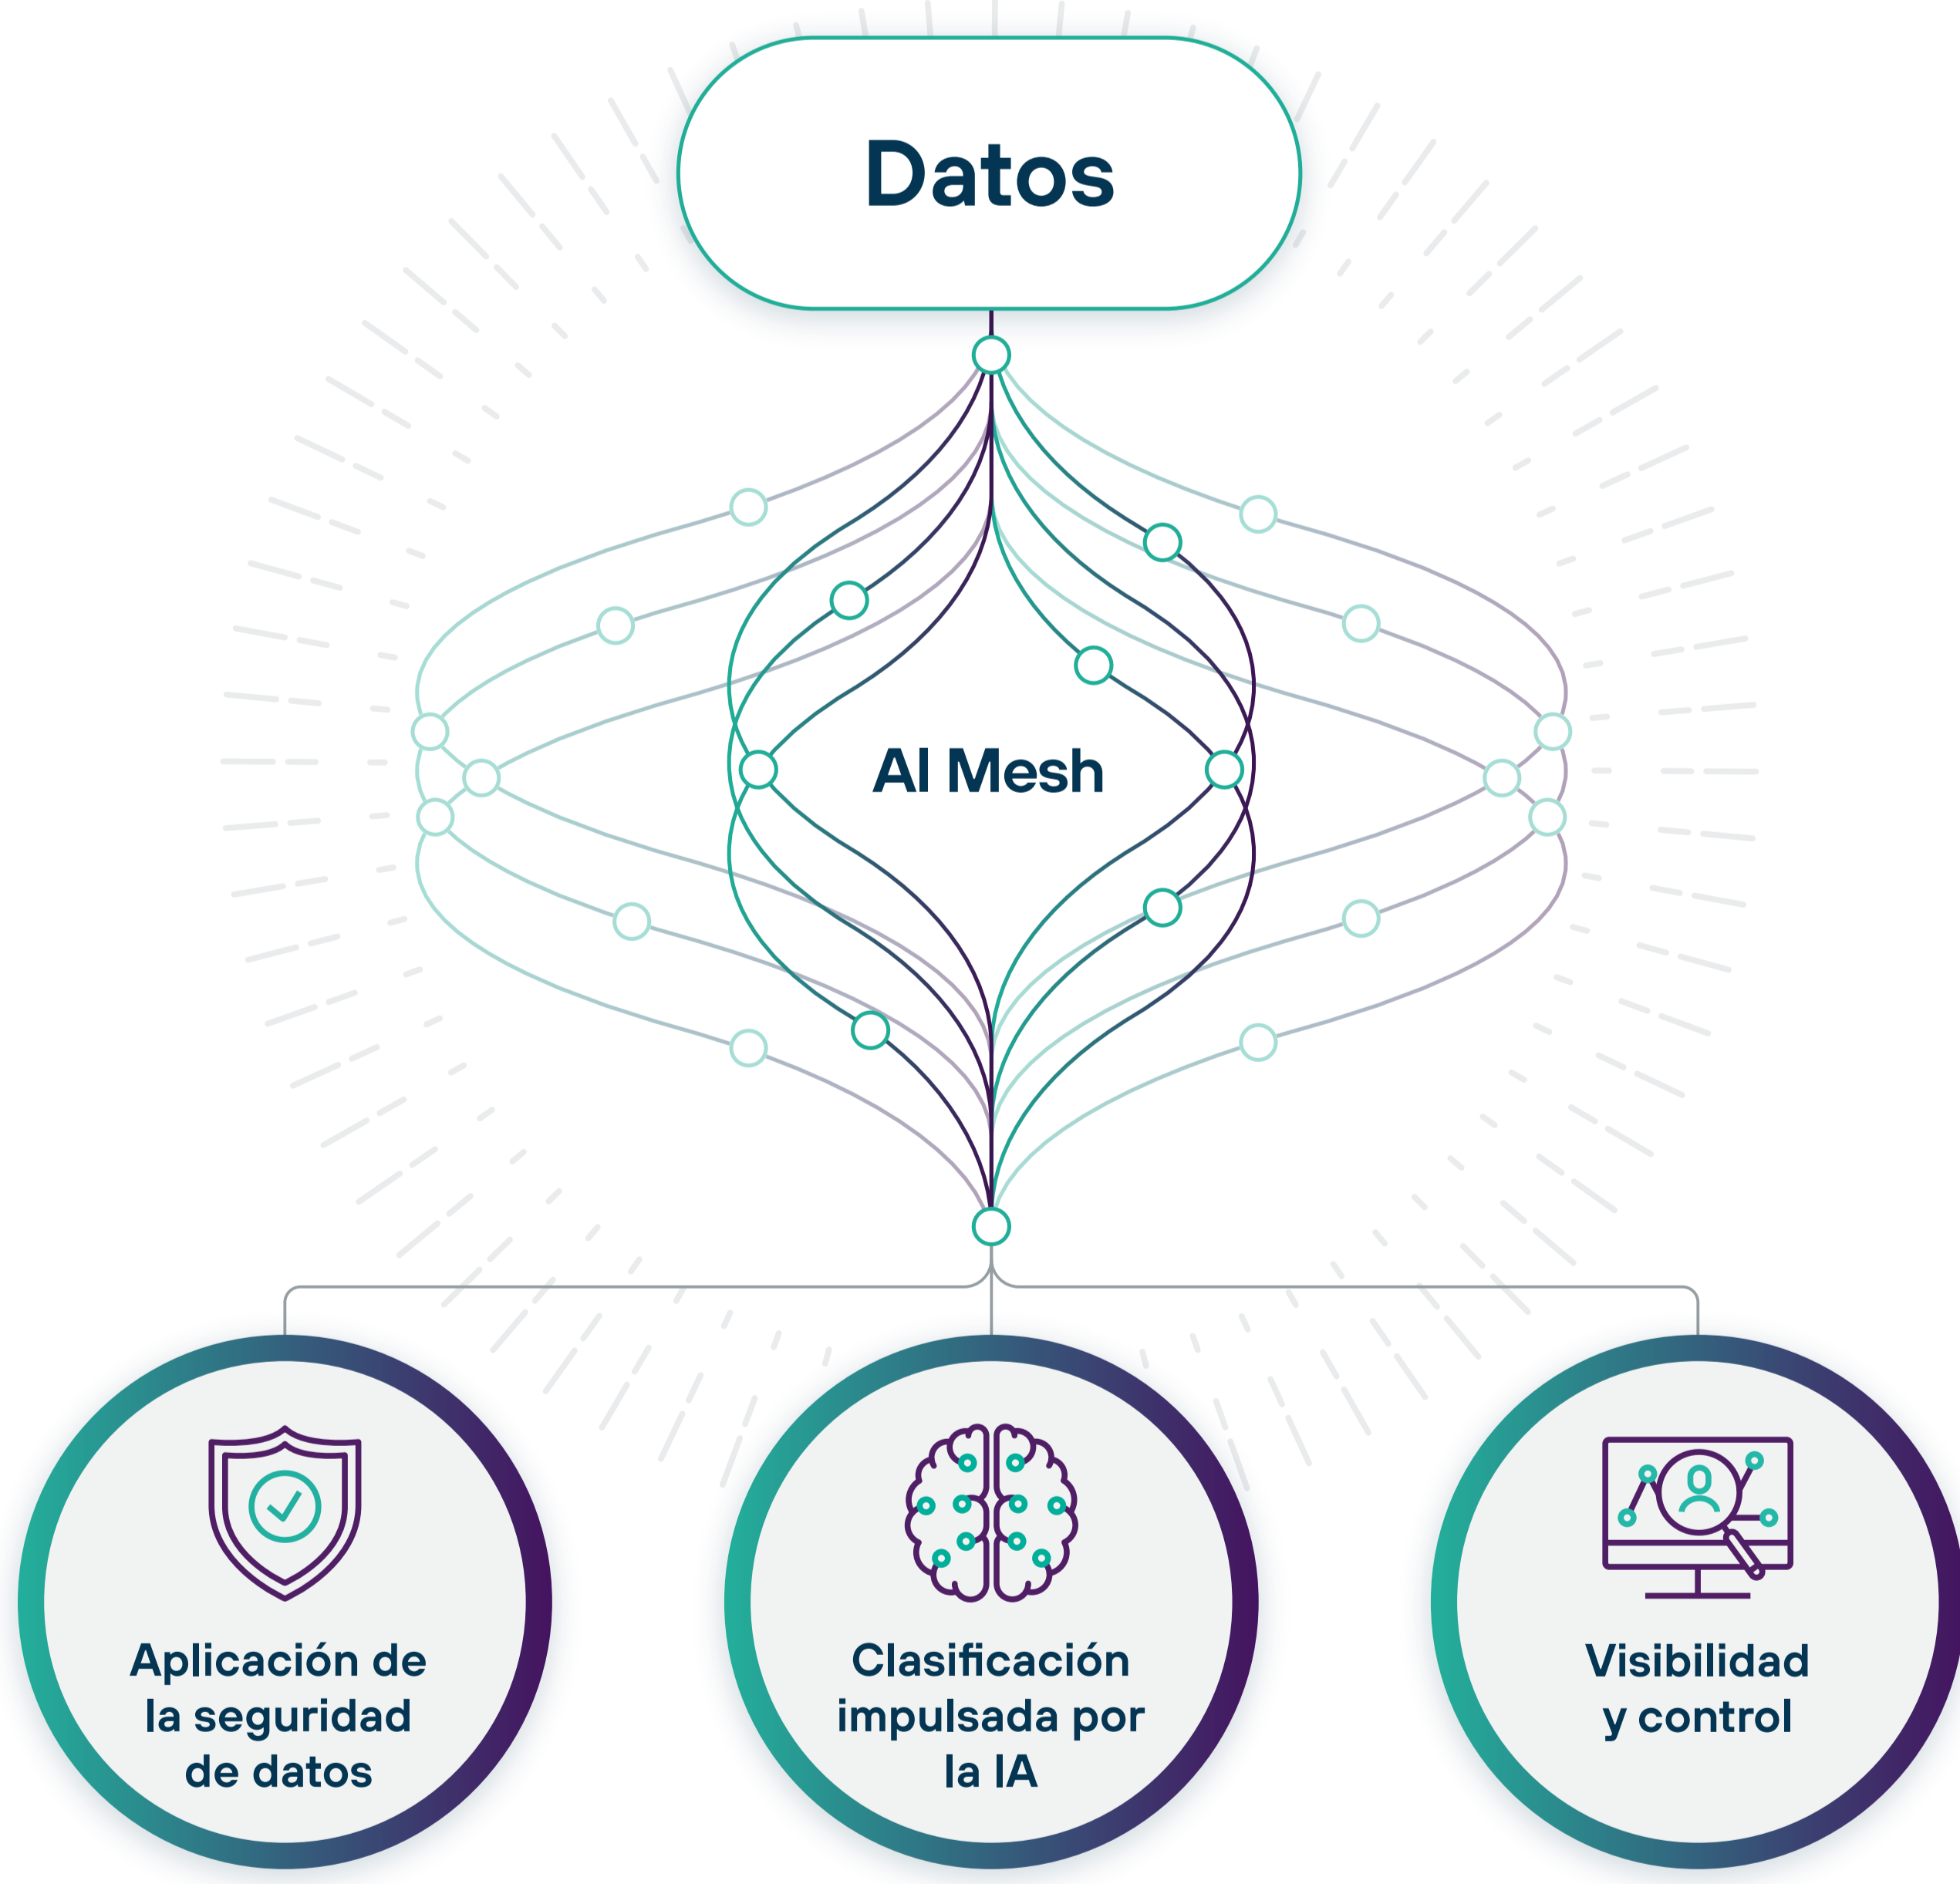 Datos
AI Mesh
Aplicación de
la seguridad
de datos
Clasificación
impulsada por
la IA
Visibilidad
y control